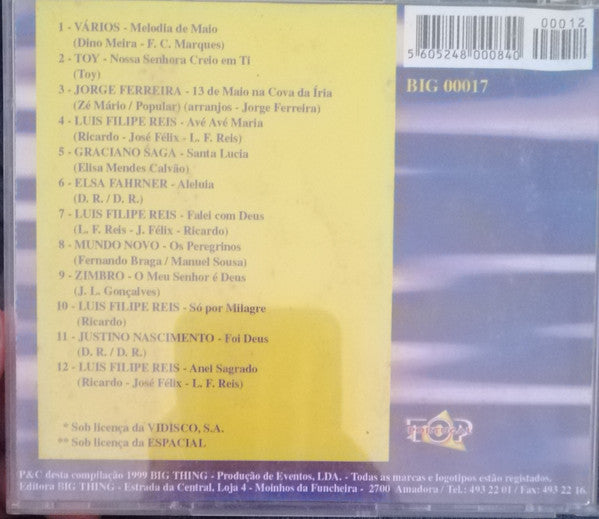 00012
5 605248 000840
BIG 00017
1 - VÁRIOS - Melodia de Maio
(Dino Meira - F. C. Marques)
2 - TOY - Nossa Senhora Creio em Ti
(Toy)
3 - JORGE FERREIRA - 13 de Maio na Cova da Íria
(Zé Mário / Popular) (arranjos - Jorge Ferreira)
4 - LUIS FILIPE REIS - Avé Avé Maria
(Ricardo - José Félix - L. F. Reis)
5 - GRACIANO SAGA - Santa Lucia
(Elisa Mendes Calvão)
6 - ELSA FAHRNER - Aleluia
(D. R. / D. R.)
7 - LUIS FILIPE REIS - Falei com Deus
(L. F. Reis - J. Félix - Ricardo)
8 - MUNDO NOVO - Os Peregrinos
(Fernando Braga / Manuel Sousa)
9 - ZIMBRO - O Meu Senhor é Deus
(J. L. Gonçalves)
10 - LUIS FILIPE REIS - Só por Milagre
(Ricardo)
11 - JUSTINO NASCIMENTO - Foi Deus
(D. R. / D. R.)
12 - LUIS FILIPE REIS - Anel Sagrado
(Ricardo - José Félix - L. F. Reis)
* Sob licença da VIDISCO, S.A.
** Sob licença da ESPACIAL
TOP
PORTUGAL
P&C desta compilação 1999 BIG THING - Produção de Eventos, LDA. - Todas as marcas e logotipos estão registados.
Editora BIG THING - Estrada da Central, Loja 4 - Moinhos da Funcheira - 2700 Amadora / Tel.: 493 22 01 / Fax: 493 22 16.